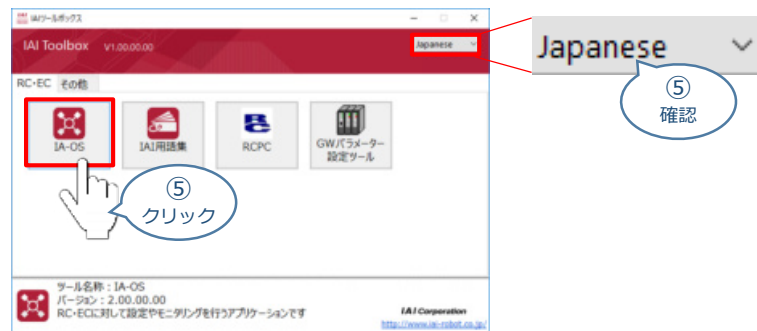 IAIツールボックス
IAI Toolbox V1.00.00.00
Japanese
RC・EC その他
IA-OS
IAI用語集
RCPC
GWパラメーター
設定ツール
⑤
クリック
ツール名称：IA-OS
バージョン：2.00.00.00
RC・ECに対して設定やモニタリングを行うアプリケーションです
IAI Corporation
http://www.iai-robot.co.jp/
Japanese
⑤
確認